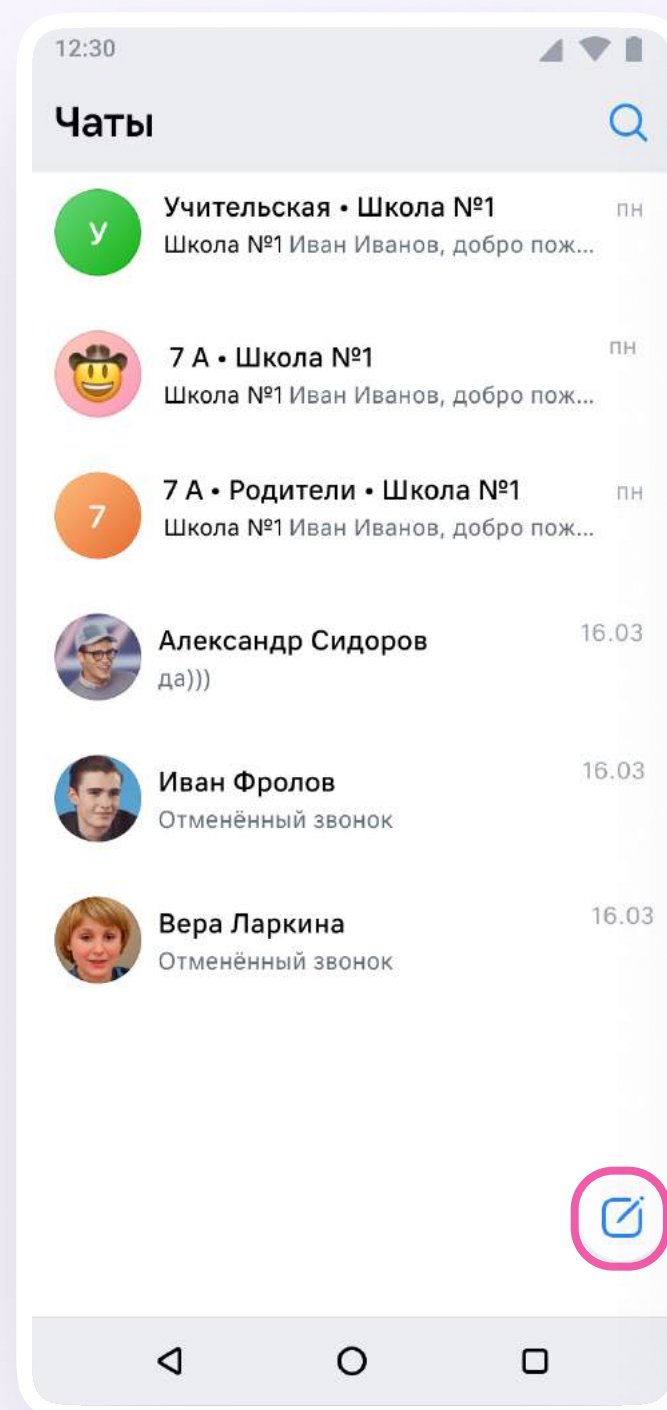 12:30
Чаты
У
Учительская • Школа №1
пн
Школа №1 Иван Иванов, добро пож...
7 А • Школа №1
пн
Школа №1 Иван Иванов, добро пож...
7
7 А • Родители • Школа №1
пн
Школа №1 Иван Иванов, добро пож...
Александр Сидоров
16.03
да)))
Иван Фролов
16.03
Отменённый звонок
Вера Ларкина
16.03
Отменённый звонок